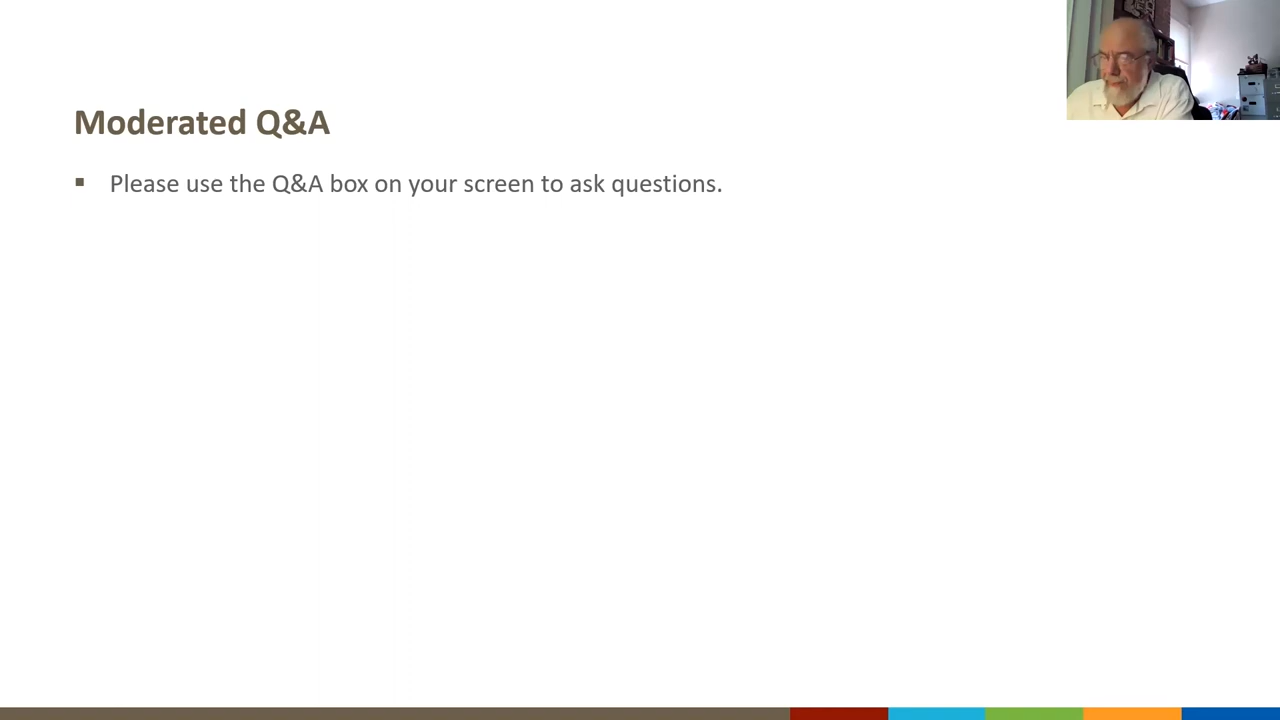 Moderated Q&A
▪ Please use the Q&A box on your screen to ask questions.